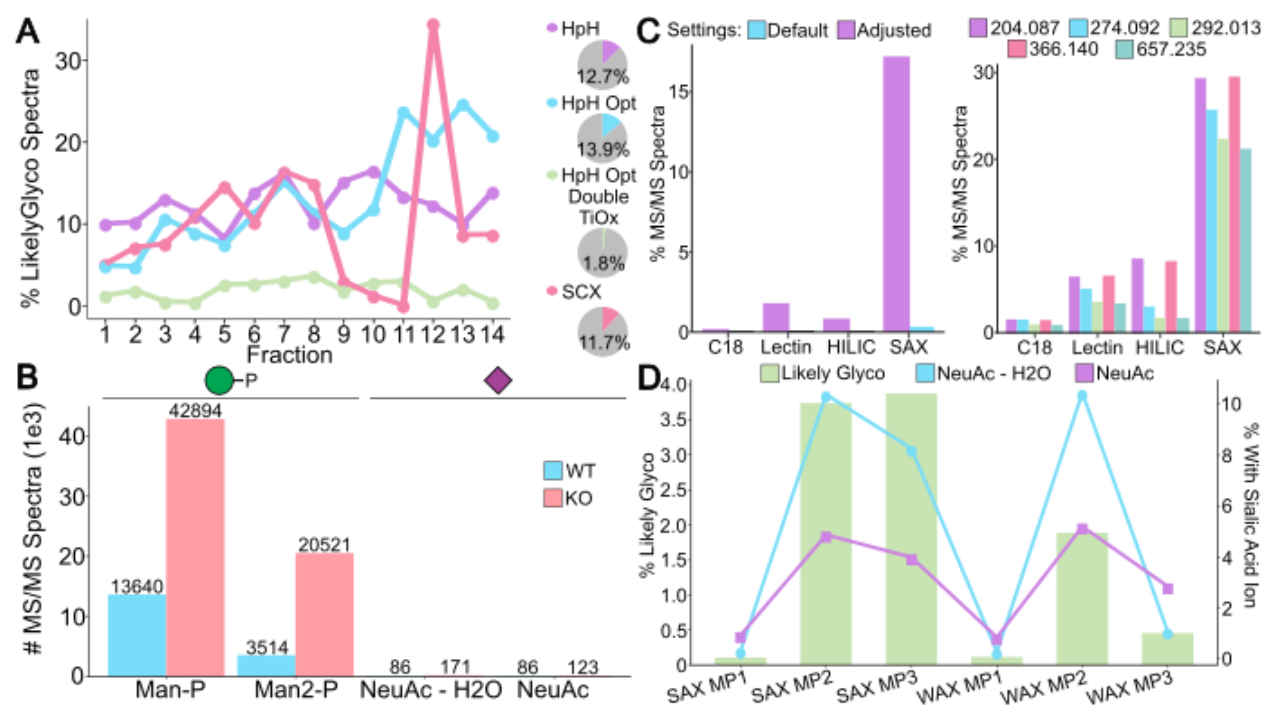 A
% LikelyGlyco Spectra
30
20
10
0
1 2 3 4 5 6 7 8 9 10 11 12 13 14
Fraction
HpH
12.7%
HpH Opt
13.9%
HpH Opt
Double
TiOx
1.8%
SCX
11.7%
B
P
# MS/MS Spectra (1e3)
40
30
20
10
0
42894
13640
20521
3514
86 171 86 123
WT
KO
Man-P Man2-P NeuAc - H2O NeuAc
C
Settings: Default Adjusted
% MS/MS Spectra
15
10
5
0
C18 Lectin HILIC SAX
204.087 274.092 292.013
366.140 657.235
% MS/MS Spectra
30
20
10
0
C18 Lectin HILIC SAX
D
Likely Glyco NeuAc - H2O NeuAc
% Likely Glyco
4.0
3.5
3.0
2.5
2.0
1.5
1.0
0.5
0
10
8
6
4
2
0
% With Sialic Acid Ion
SAX MP1 SAX MP2 SAX MP3 WAX MP1 WAX MP2 WAX MP3